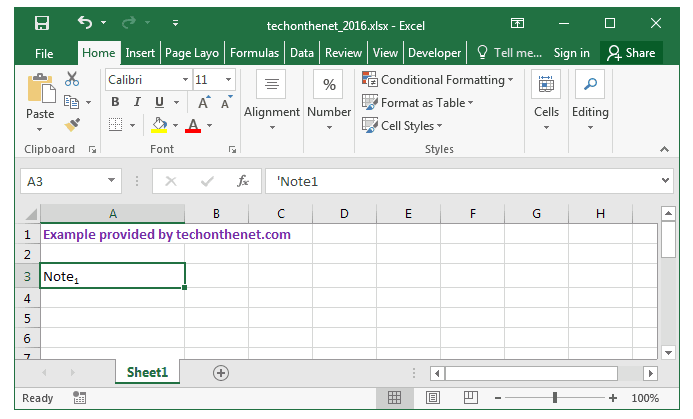 techonthenet_2016.xlsx - Excel
File Home Insert Page Layo Formulas Data Review View Developer Tell me... Sign in Share
Calibri 11
Conditional Formatting
%
Format as Table
Paste B I U A A Alignment Number Cells Editing
A Cell Styles
Clipboard Font Styles
A3 fx 'Note1
A B C D E F G H
1 Example provided by techonthenet.com
2
3 Note₁
4
5
6
7
Sheet1
Ready 100%